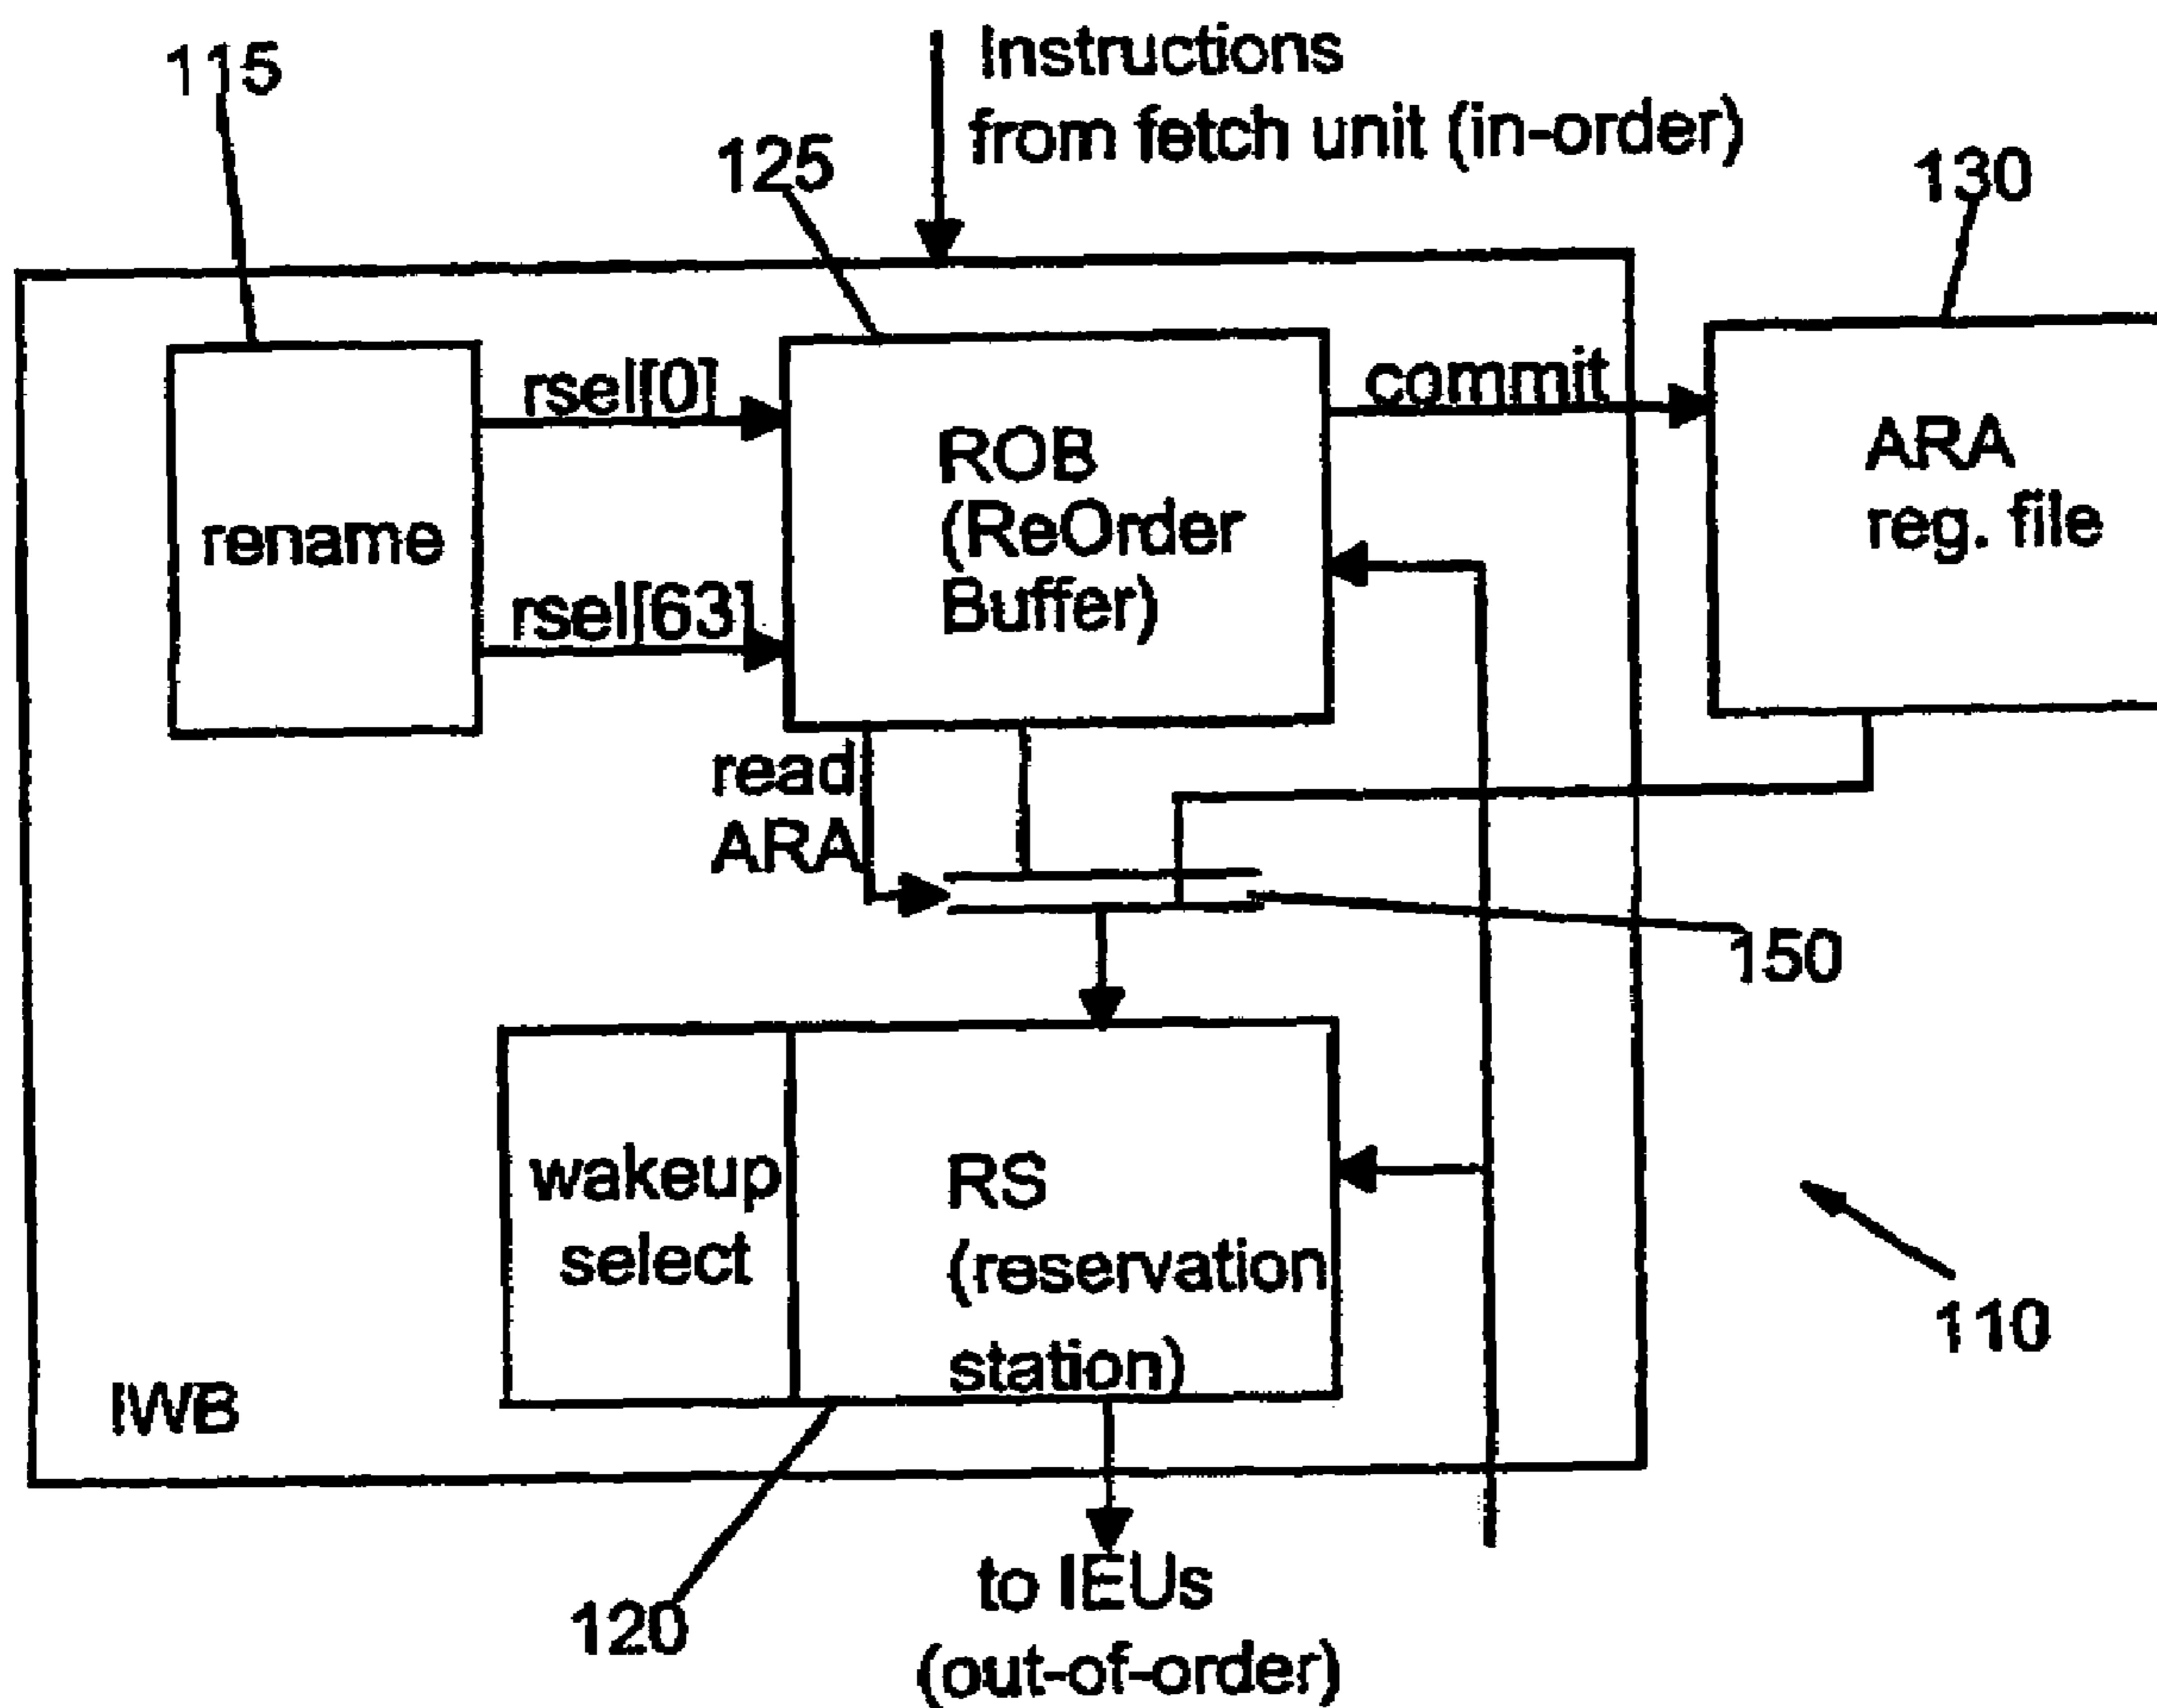 115
Instructions
from fetch unit (in-order)
125
130
rsel[0]
commit
ROB
(ReOrder
Buffer)
ARA
reg. file
rename
rsel[63]
read
ARA
150
wakeup
select
RS
(reservation
station)
110
IWB
to IEUs
(out-of-order)
120